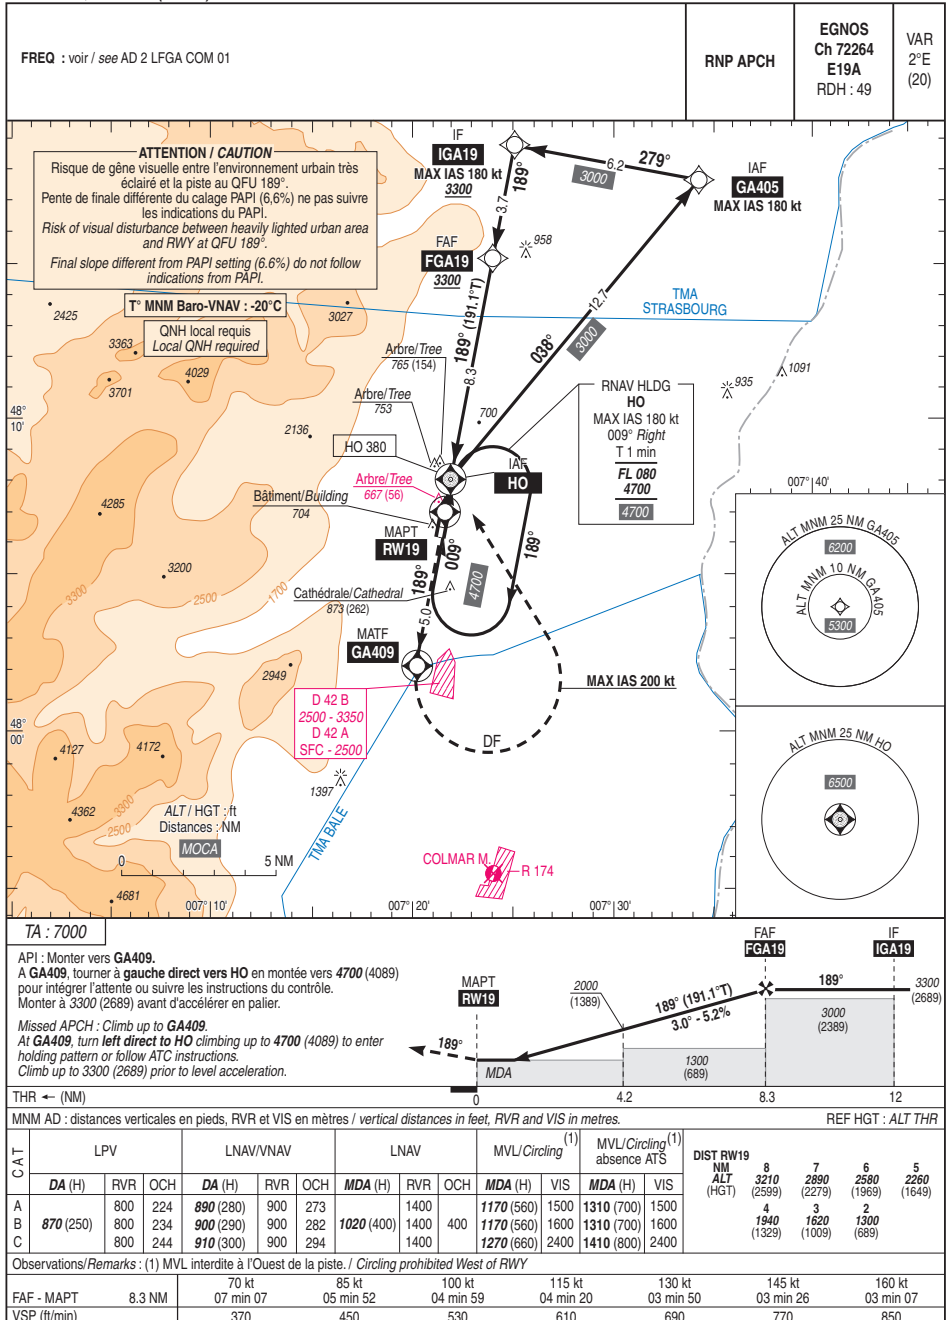 FREQ : voir / see AD 2 LFGA COM 01
RNP APCH
EGNOS
Ch 72264
E19A
RDH : 49
VAR
2°E
(20)
ATTENTION / CAUTION
Risque de gêne visuelle entre l'environnement urbain très
éclairé et la piste au QFU 189°.
Pente de finale différente du calage PAPI (6,6%) ne pas suivre
les indications du PAPI.
Risk of visual disturbance between heavily lighted urban area
and RWY at QFU 189°.
Final slope different from PAPI setting (6.6%) do not follow
indications from PAPI.
T° MNM Baro-VNAV : -20°C
QNH local requis
Local QNH required
IF
IGA19
MAX IAS 180 kt
3300
189°
3.7
6.2
279°
3000
IAF
GA405
MAX IAS 180 kt
FAF
FGA19
3300
958
189° (191.1°T)
8.3
12.7
038°
3000
TMA
STRASBOURG
2425
3027
3363
3701
4029
2136
4285
3200
3300
2500
1700
2949
4127
4172
4362
3300
2500
4681
1397
700
935
1091
Arbre/Tree
765 (154)
Arbre/Tree
753
HO 380
Arbre/Tree
667 (56)
Bâtiment/Building
704
IAF
HO
RNAV HLDG
HO
MAX IAS 180 kt
009° Right
T 1 min
FL 080
4700
4700
MAPT
RW19
189°
009°
189°
4700
5.0
Cathédrale/Cathedral
873 (262)
MATF
GA409
MAX IAS 200 kt
DF
D 42 B
2500 - 3350
D 42 A
SFC - 2500
TMA BALE
COLMAR M.
R 174
ALT / HGT : ft
Distances : NM
MOCA
0
5 NM
48°
10'
48°
00'
007° 10'
007° 20'
007° 30'
007° 40'
ALT MNM 25 NM GA405
6200
ALT MNM 10 NM GA405
5300
ALT MNM 25 NM HO
6500
TA : 7000
API : Monter vers GA409.
A GA409, tourner à gauche direct vers HO en montée vers 4700 (4089)
pour intégrer l'attente ou suivre les instructions du contrôle.
Monter à 3300 (2689) avant d'accélérer en palier.
Missed APCH : Climb up to GA409.
At GA409, turn left direct to HO climbing up to 4700 (4089) to enter
holding pattern or follow ATC instructions.
Climb up to 3300 (2689) prior to level acceleration.
MAPT
RW19
189°
MDA
2000
(1389)
189° (191.1°T)
3.0° - 5.2%
1300
(689)
FAF
FGA19
189°
3000
(2389)
IF
IGA19
3300
(2689)
THR ← (NM)
0 4.2 8.3 12
MNM AD : distances verticales en pieds, RVR et VIS en mètres / vertical distances in feet, RVR and VIS in metres. REF HGT : ALT THR
CAT LPV LNAV/VNAV LNAV MVL/Circling (1) MVL/Circling (1) absence ATS
DA (H) RVR OCH DA (H) RVR OCH MDA (H) RVR OCH MDA (H) VIS MDA (H) VIS
A 800 224 890 (280) 900 273 1400 1170 (560) 1500 1310 (700) 1500
B 870 (250) 800 234 900 (290) 900 282 1020 (400) 1400 400 1170 (560) 1600 1310 (700) 1600
C 800 244 910 (300) 900 294 1400 1270 (660) 2400 1410 (800) 2400
DIST RW19
NM 8 7 6 5
ALT 3210 2890 2580 2260
(HGT) (2599) (2279) (1969) (1649)
4 3 2
1940 1620 1300
(1329) (1009) (689)
Observations/Remarks : (1) MVL interdite à l'Ouest de la piste. / Circling prohibited West of RWY
70 kt 85 kt 100 kt 115 kt 130 kt 145 kt 160 kt
FAF - MAPT 8.3 NM 07 min 07 05 min 52 04 min 59 04 min 20 03 min 50 03 min 26 03 min 07
VSP (ft/min) 370 450 530 610 690 770 850